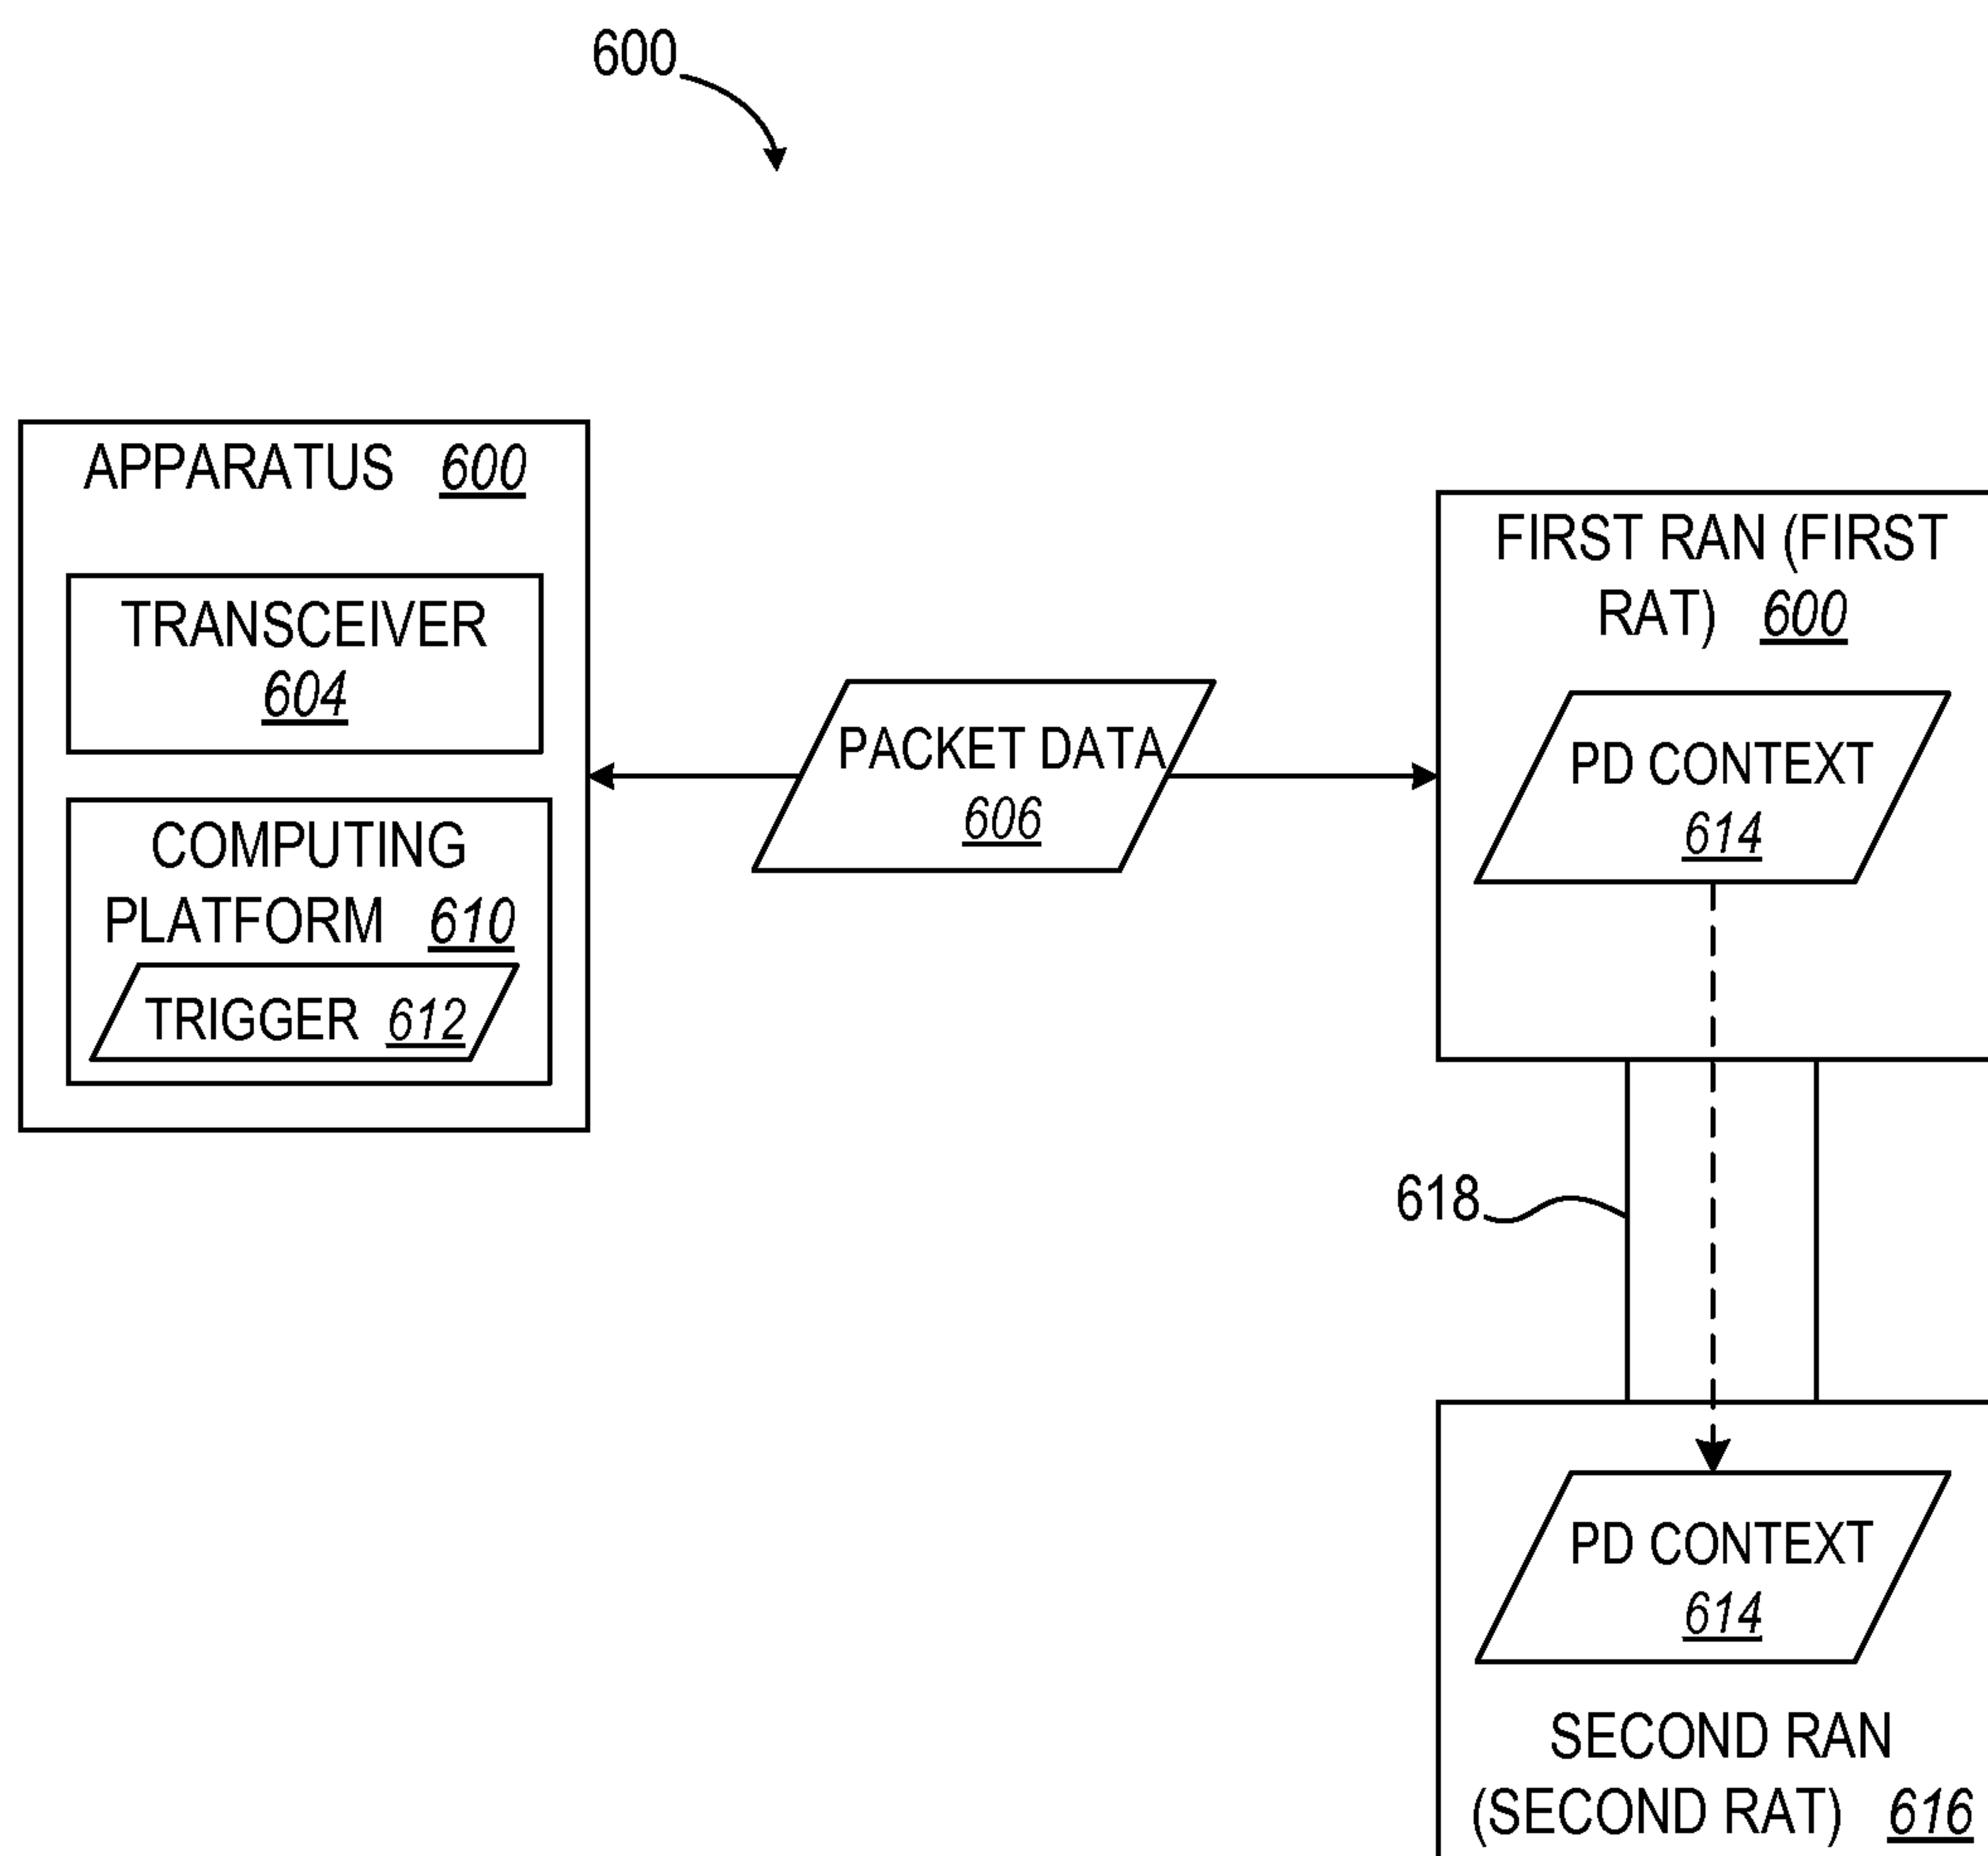 600
APPARATUS 600
TRANSCEIVER
604
COMPUTING
PLATFORM 610
TRIGGER 612
PACKET DATA
606
FIRST RAN (FIRST
RAT) 600
PD CONTEXT
614
618
PD CONTEXT
614
SECOND RAN
(SECOND RAT) 616